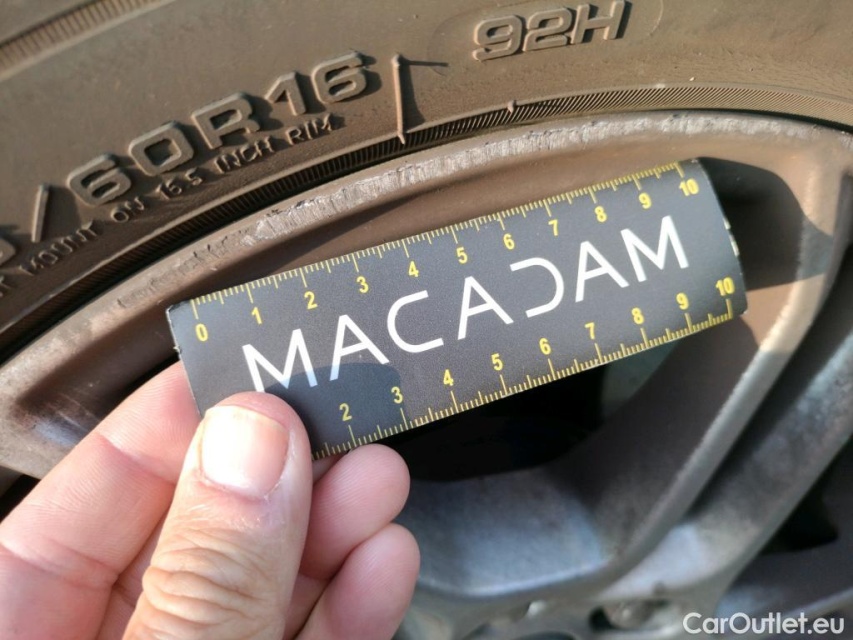 92H
/60R16
MOUNT ON 15.5 INCH RIM
0 1 2 3 4 5 6 7 8 9 10
MACADAM
2 3 4 5 6 7 8 9 10
CarOutlet.eu